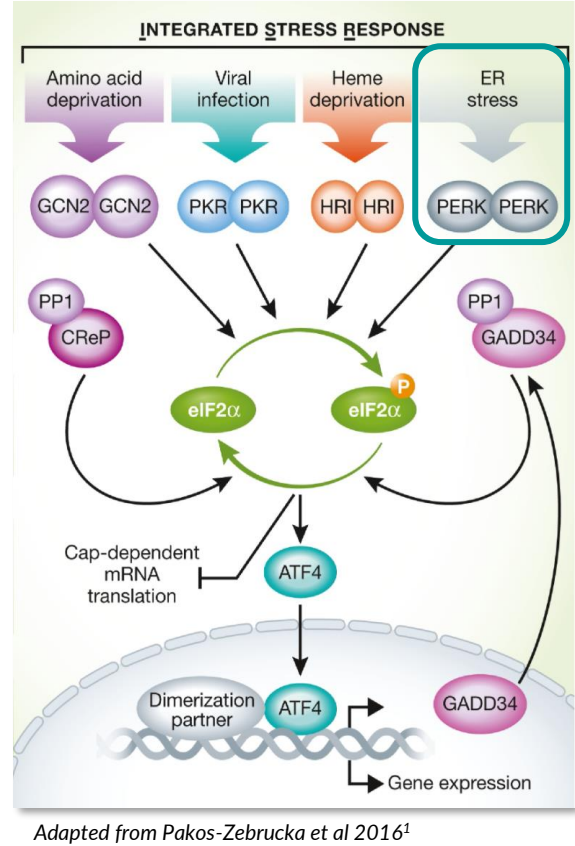 INTEGRATED STRESS RESPONSE
Amino acid
deprivation
Viral
infection
Heme
deprivation
ER
stress
GCN2 GCN2
PKR PKR
HRI HRI
PERK PERK
PP1
CReP
PP1
GADD34
P
eIF2α
eIF2α
Cap-dependent
mRNA
translation
ATF4
Dimerization
partner
ATF4
GADD34
Gene expression
Adapted from Pakos-Zebrucka et al 2016¹